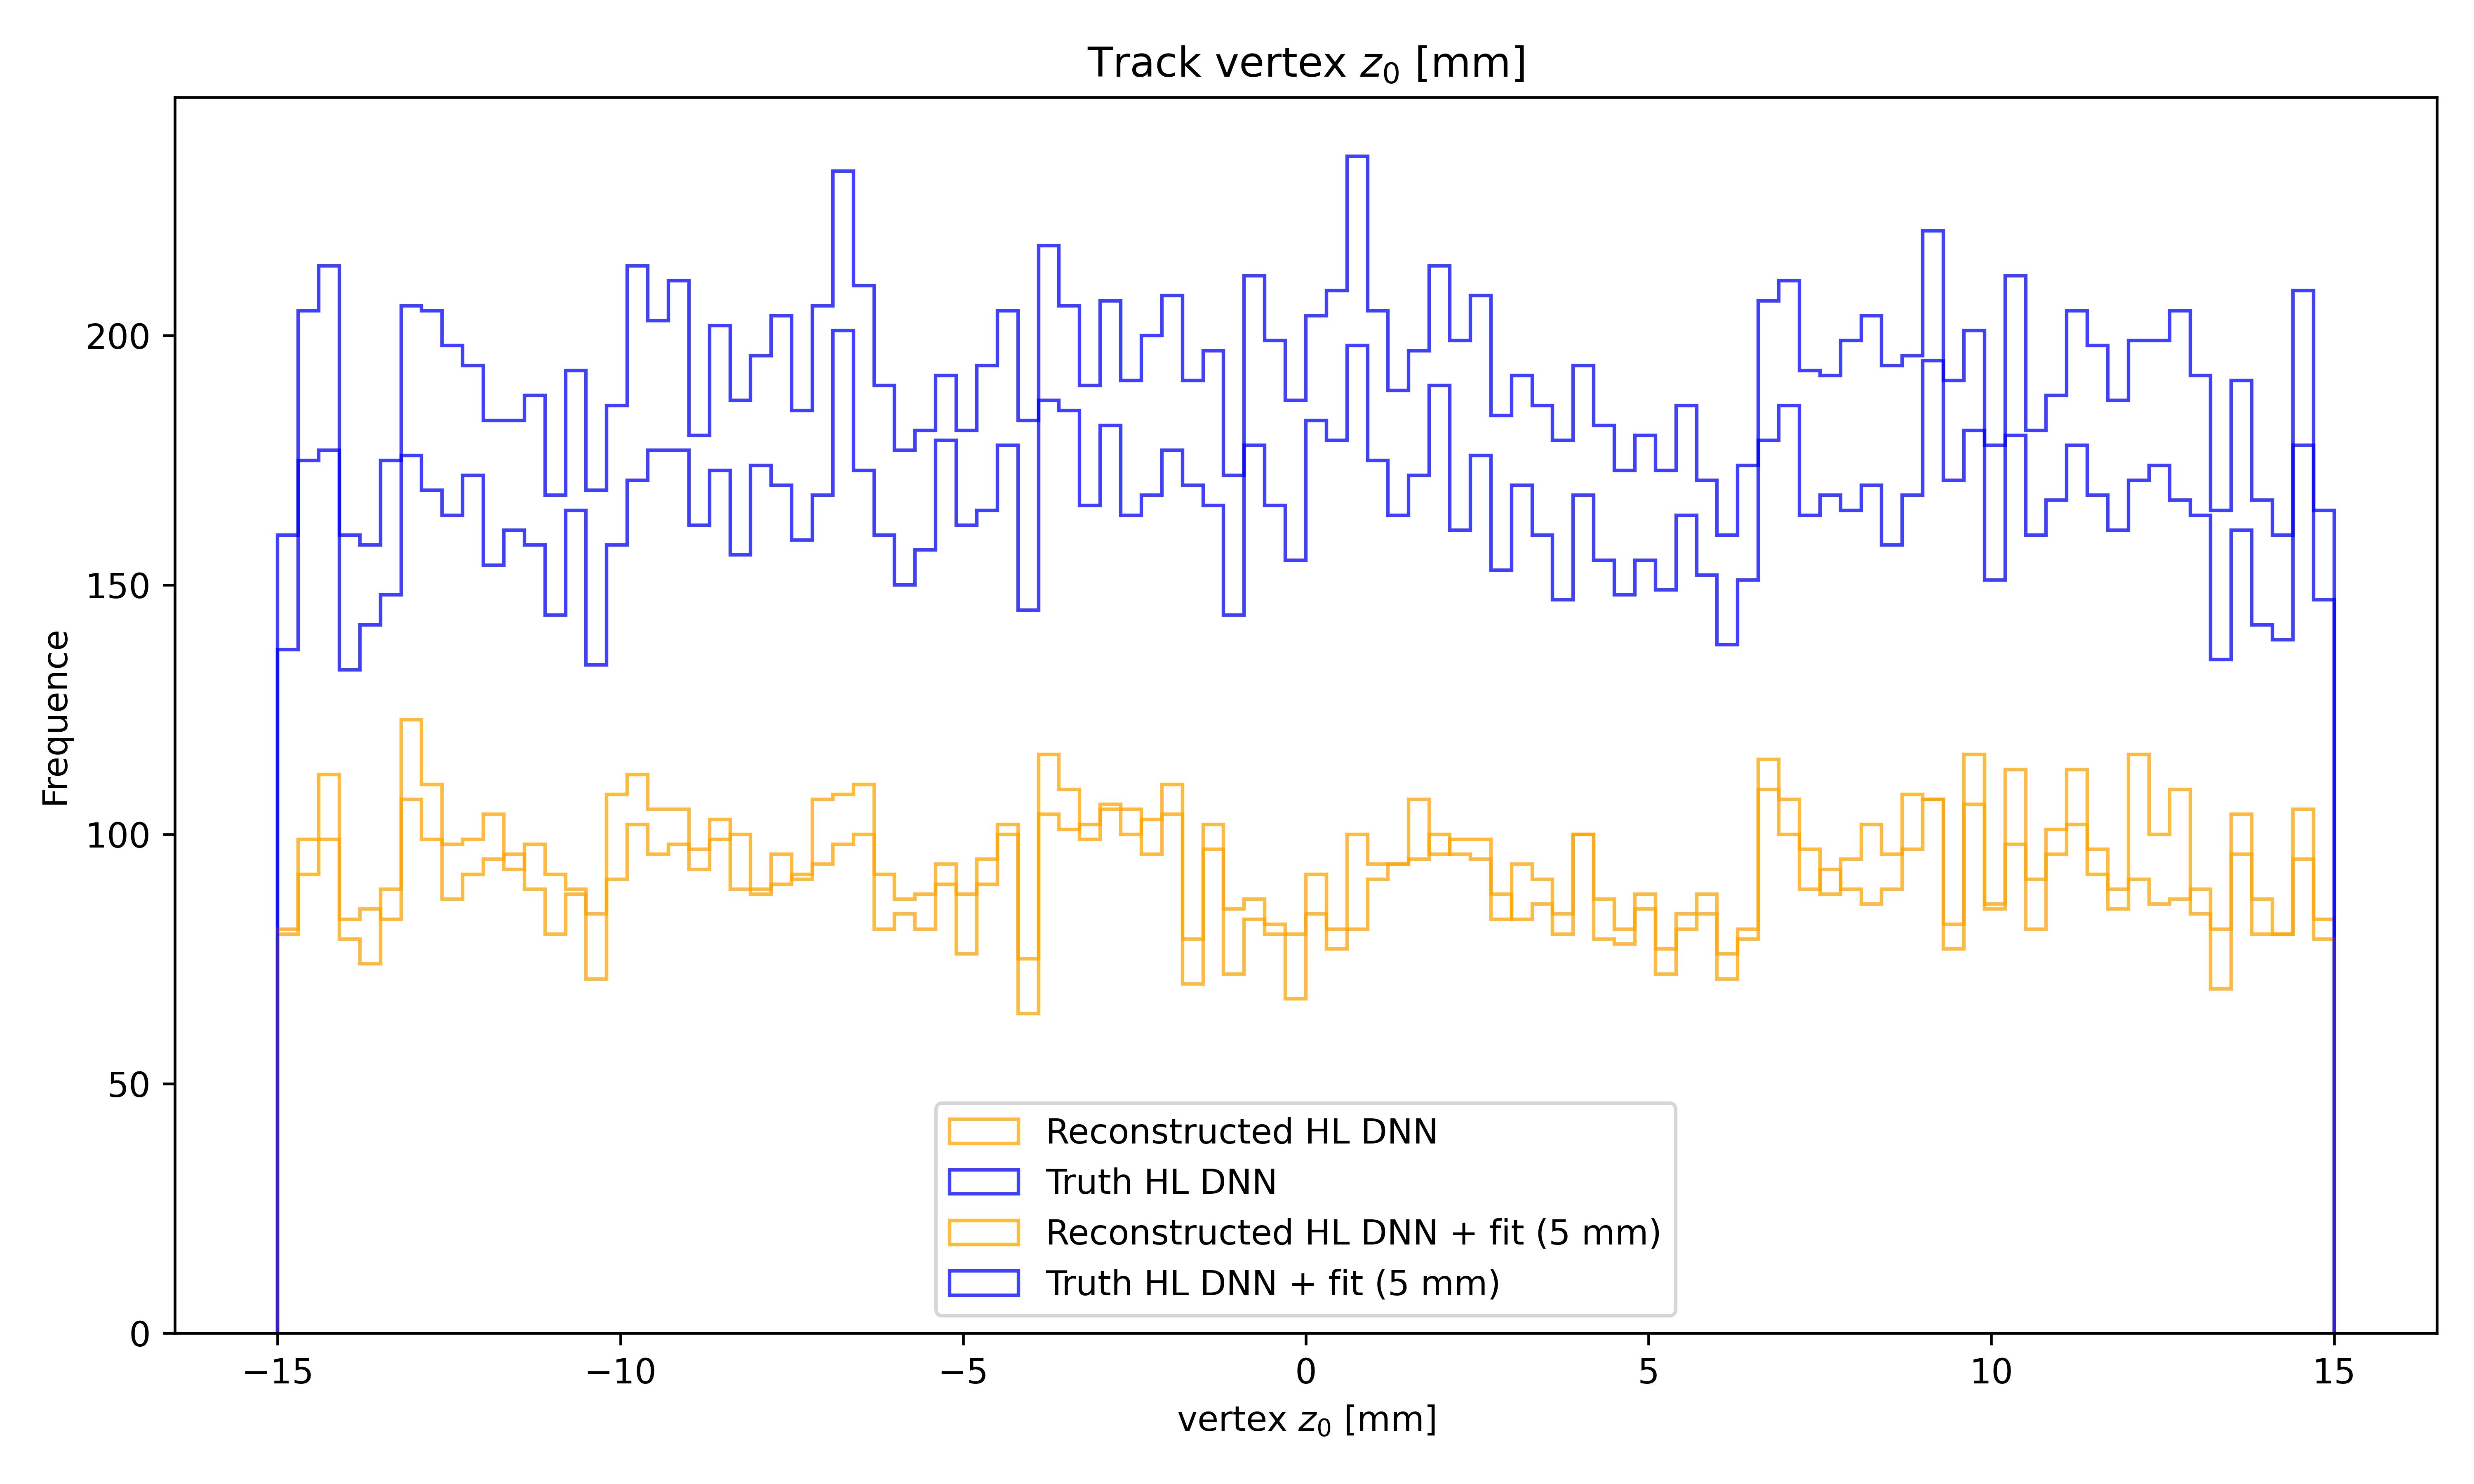 Track vertex z₀ [mm]
Frequence
200
150
100
50
0
Reconstructed HL DNN
Truth HL DNN
Reconstructed HL DNN + fit (5 mm)
Truth HL DNN + fit (5 mm)
−15 −10 −5 0 5 10 15
vertex z₀ [mm]